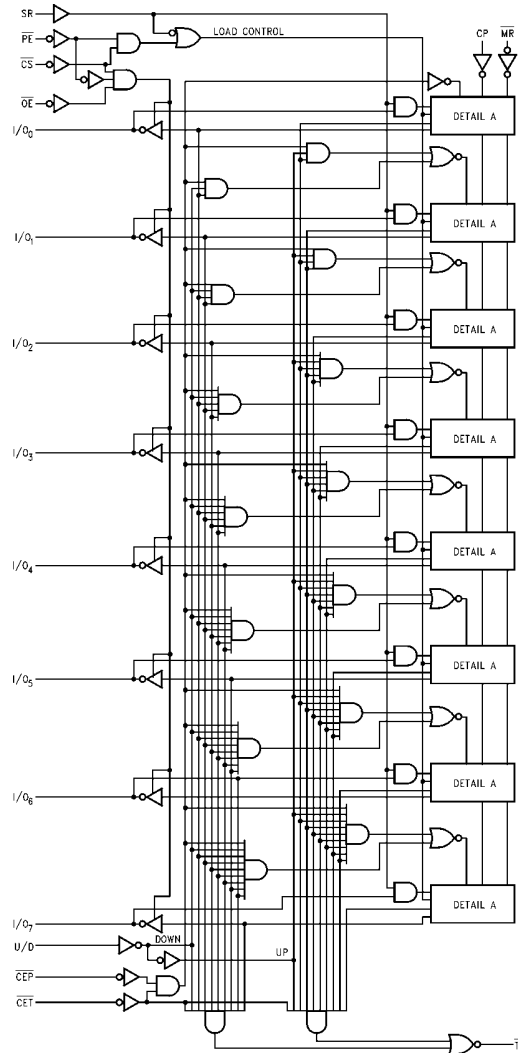 SR
PE
CS
OE
LOAD CONTROL
CP
MR
I/O0
DETAIL A
I/O1
DETAIL A
I/O2
DETAIL A
I/O3
DETAIL A
I/O4
DETAIL A
I/O5
DETAIL A
I/O6
DETAIL A
I/O7
DETAIL A
U/D
DOWN
UP
CEP
CET